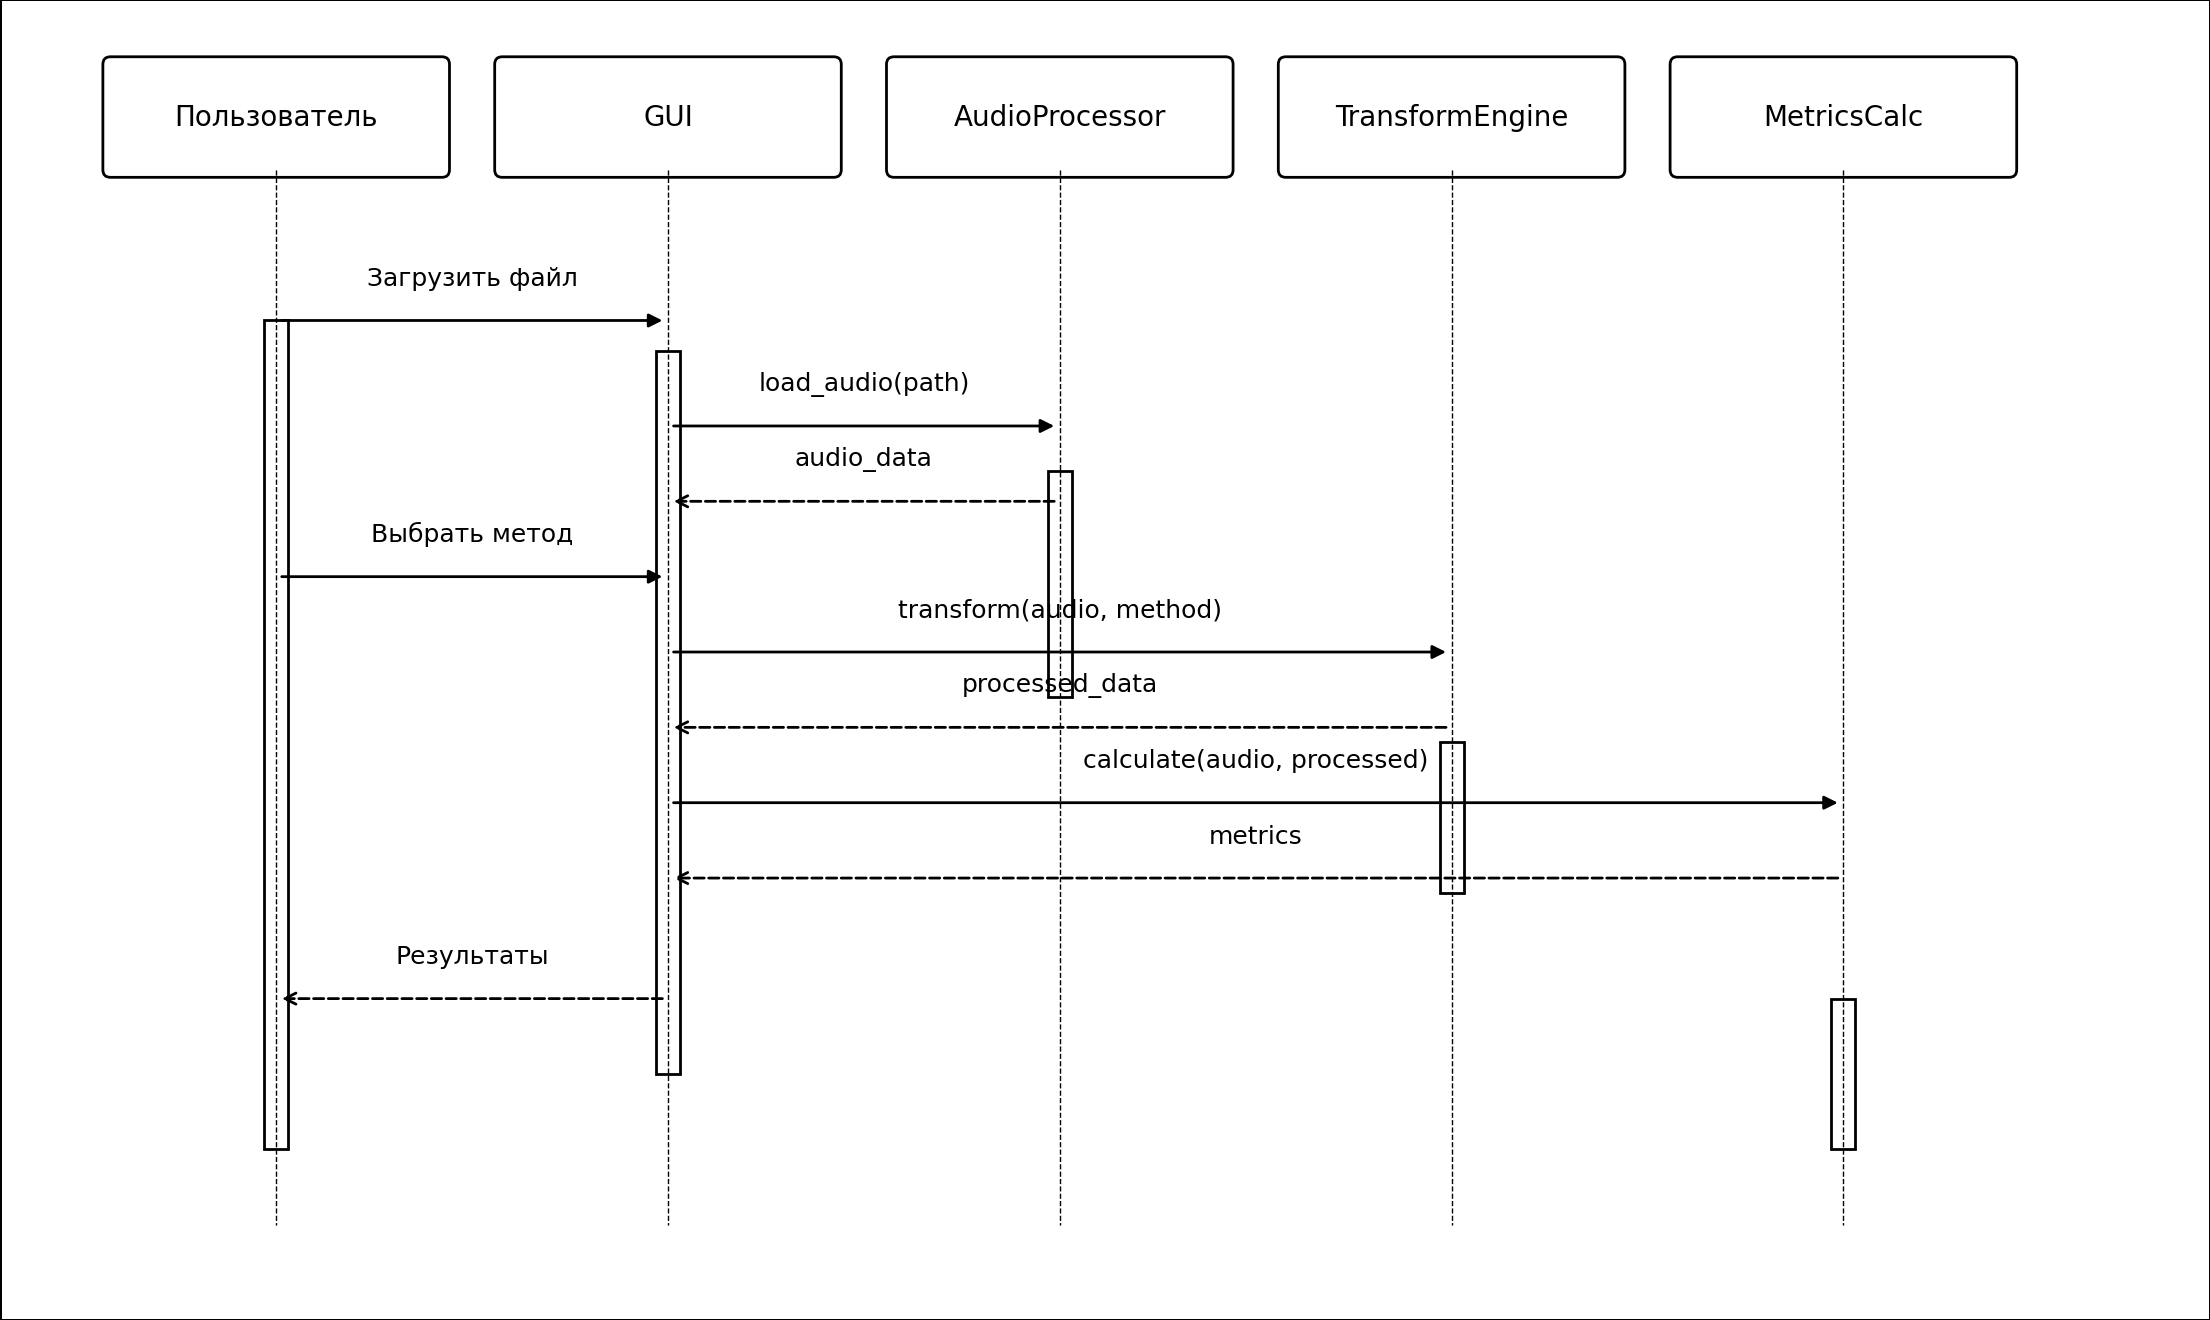 Пользователь
GUI
AudioProcessor
TransformEngine
MetricsCalc
Загрузить файл
load_audio(path)
audio_data
Выбрать метод
transform(audio, method)
processed_data
calculate(audio, processed)
metrics
Результаты